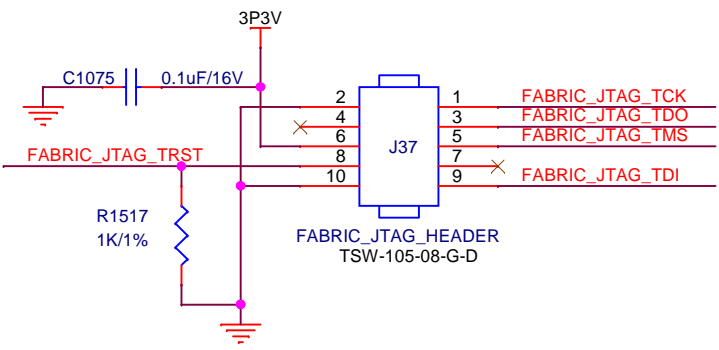 3P3V
C1075 0.1uF/16V
2 1 FABRIC_JTAG_TCK
4 3 FABRIC_JTAG_TDO
6 5 FABRIC_JTAG_TMS
J37
FABRIC_JTAG_TRST 8 7
10 9 FABRIC_JTAG_TDI
R1517
1K/1%
FABRIC_JTAG_HEADER
TSW-105-08-G-D